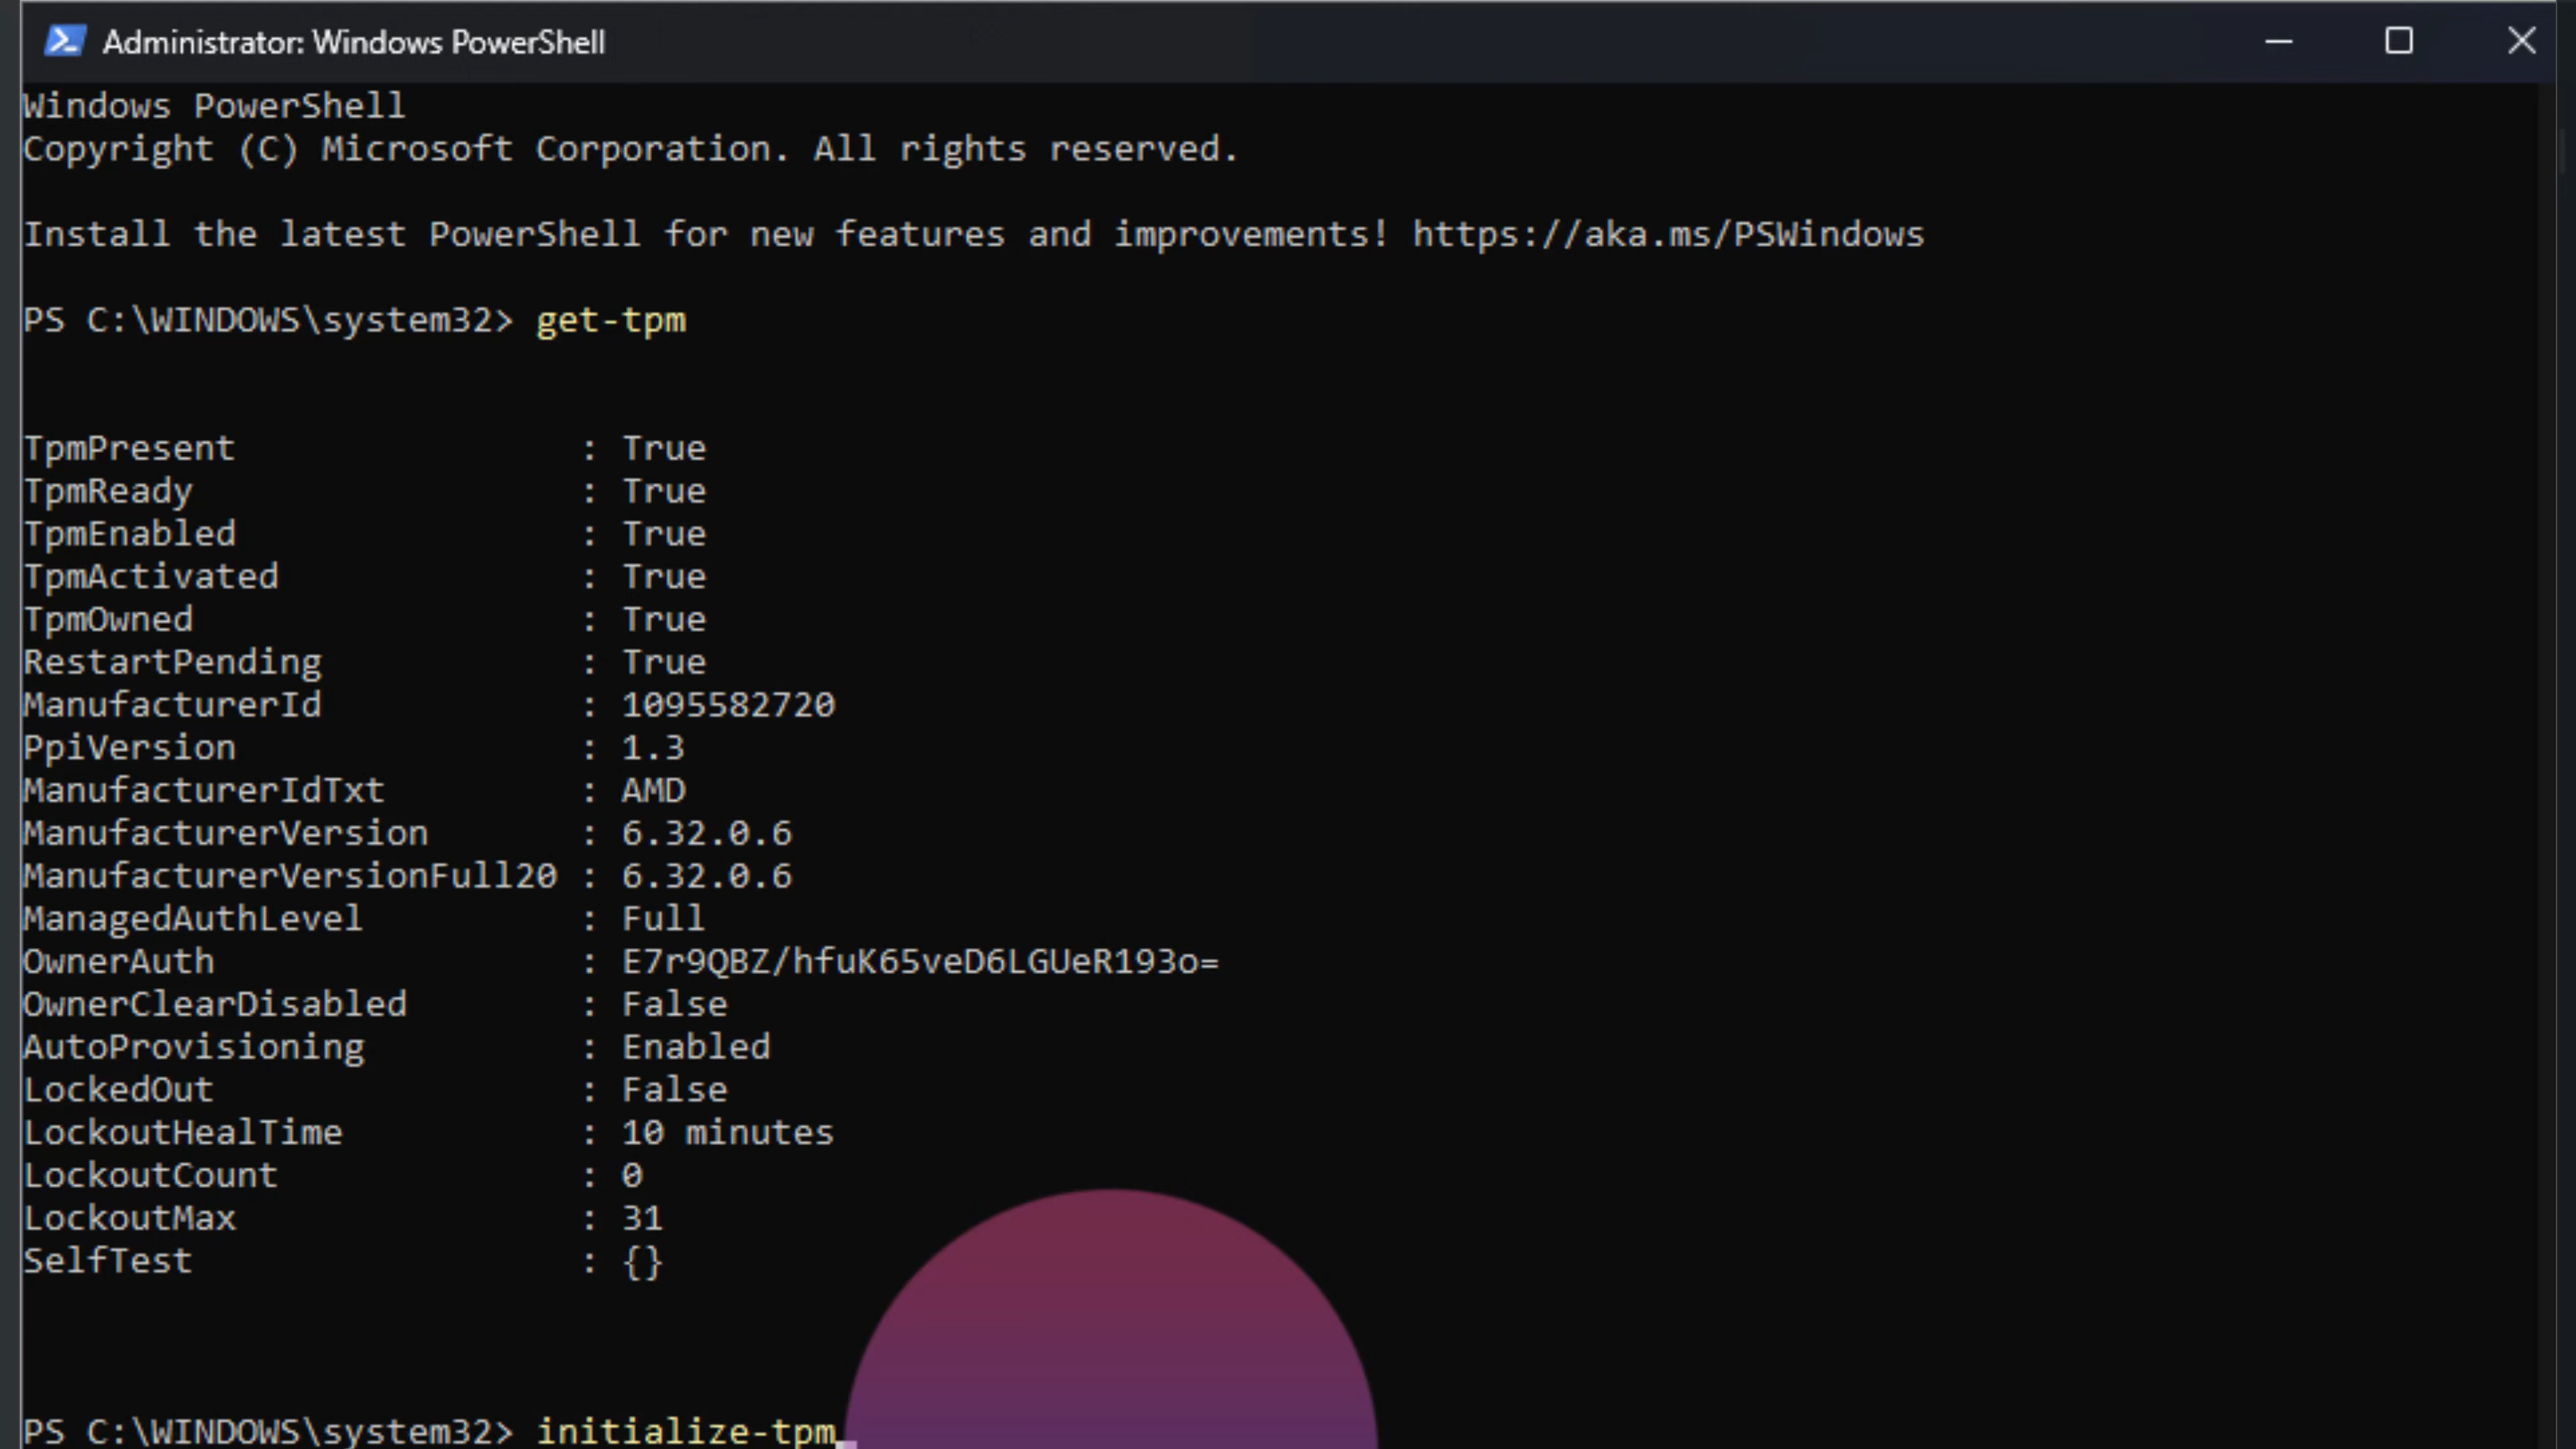 Administrator: Windows PowerShell
Windows PowerShell
Copyright (C) Microsoft Corporation. All rights reserved.
Install the latest PowerShell for new features and improvements! https://aka.ms/PSWindows
PS C:\WINDOWS\system32> get-tpm
TpmPresent : True
TpmReady : True
TpmEnabled : True
TpmActivated : True
TpmOwned : True
RestartPending : True
ManufacturerId : 1095582720
PpiVersion : 1.3
ManufacturerIdTxt : AMD
ManufacturerVersion : 6.32.0.6
ManufacturerVersionFull20 : 6.32.0.6
ManagedAuthLevel : Full
OwnerAuth : E7r9QBZ/hfuK65veD6LGUeR193o=
OwnerClearDisabled : False
AutoProvisioning : Enabled
LockedOut : False
LockoutHealTime : 10 minutes
LockoutCount : 0
LockoutMax : 31
SelfTest : {}
PS C:\WINDOWS\system32> initialize-tpm